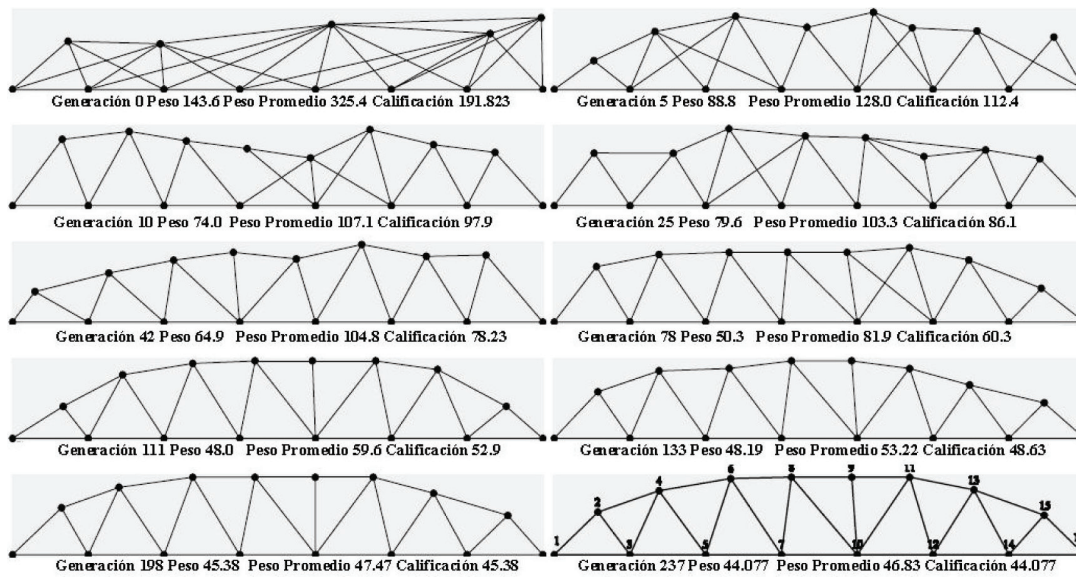 Generación 0 Peso 143.6 Peso Promedio 325.4 Calificación 191.823
Generación 5 Peso 88.8 Peso Promedio 128.0 Calificación 112.4
Generación 10 Peso 74.0 Peso Promedio 107.1 Calificación 97.9
Generación 25 Peso 79.6 Peso Promedio 103.3 Calificación 86.1
Generación 42 Peso 64.9 Peso Promedio 104.8 Calificación 78.23
Generación 78 Peso 50.3 Peso Promedio 81.9 Calificación 60.3
Generación 111 Peso 48.0 Peso Promedio 59.6 Calificación 52.9
Generación 133 Peso 48.19 Peso Promedio 53.22 Calificación 48.63
6 8 9 11
4 13
2 15
1 3 5 7 10 12 14
Generación 198 Peso 45.38 Peso Promedio 47.47 Calificación 45.38
Generación 237 Peso 44.077 Peso Promedio 46.83 Calificación 44.077